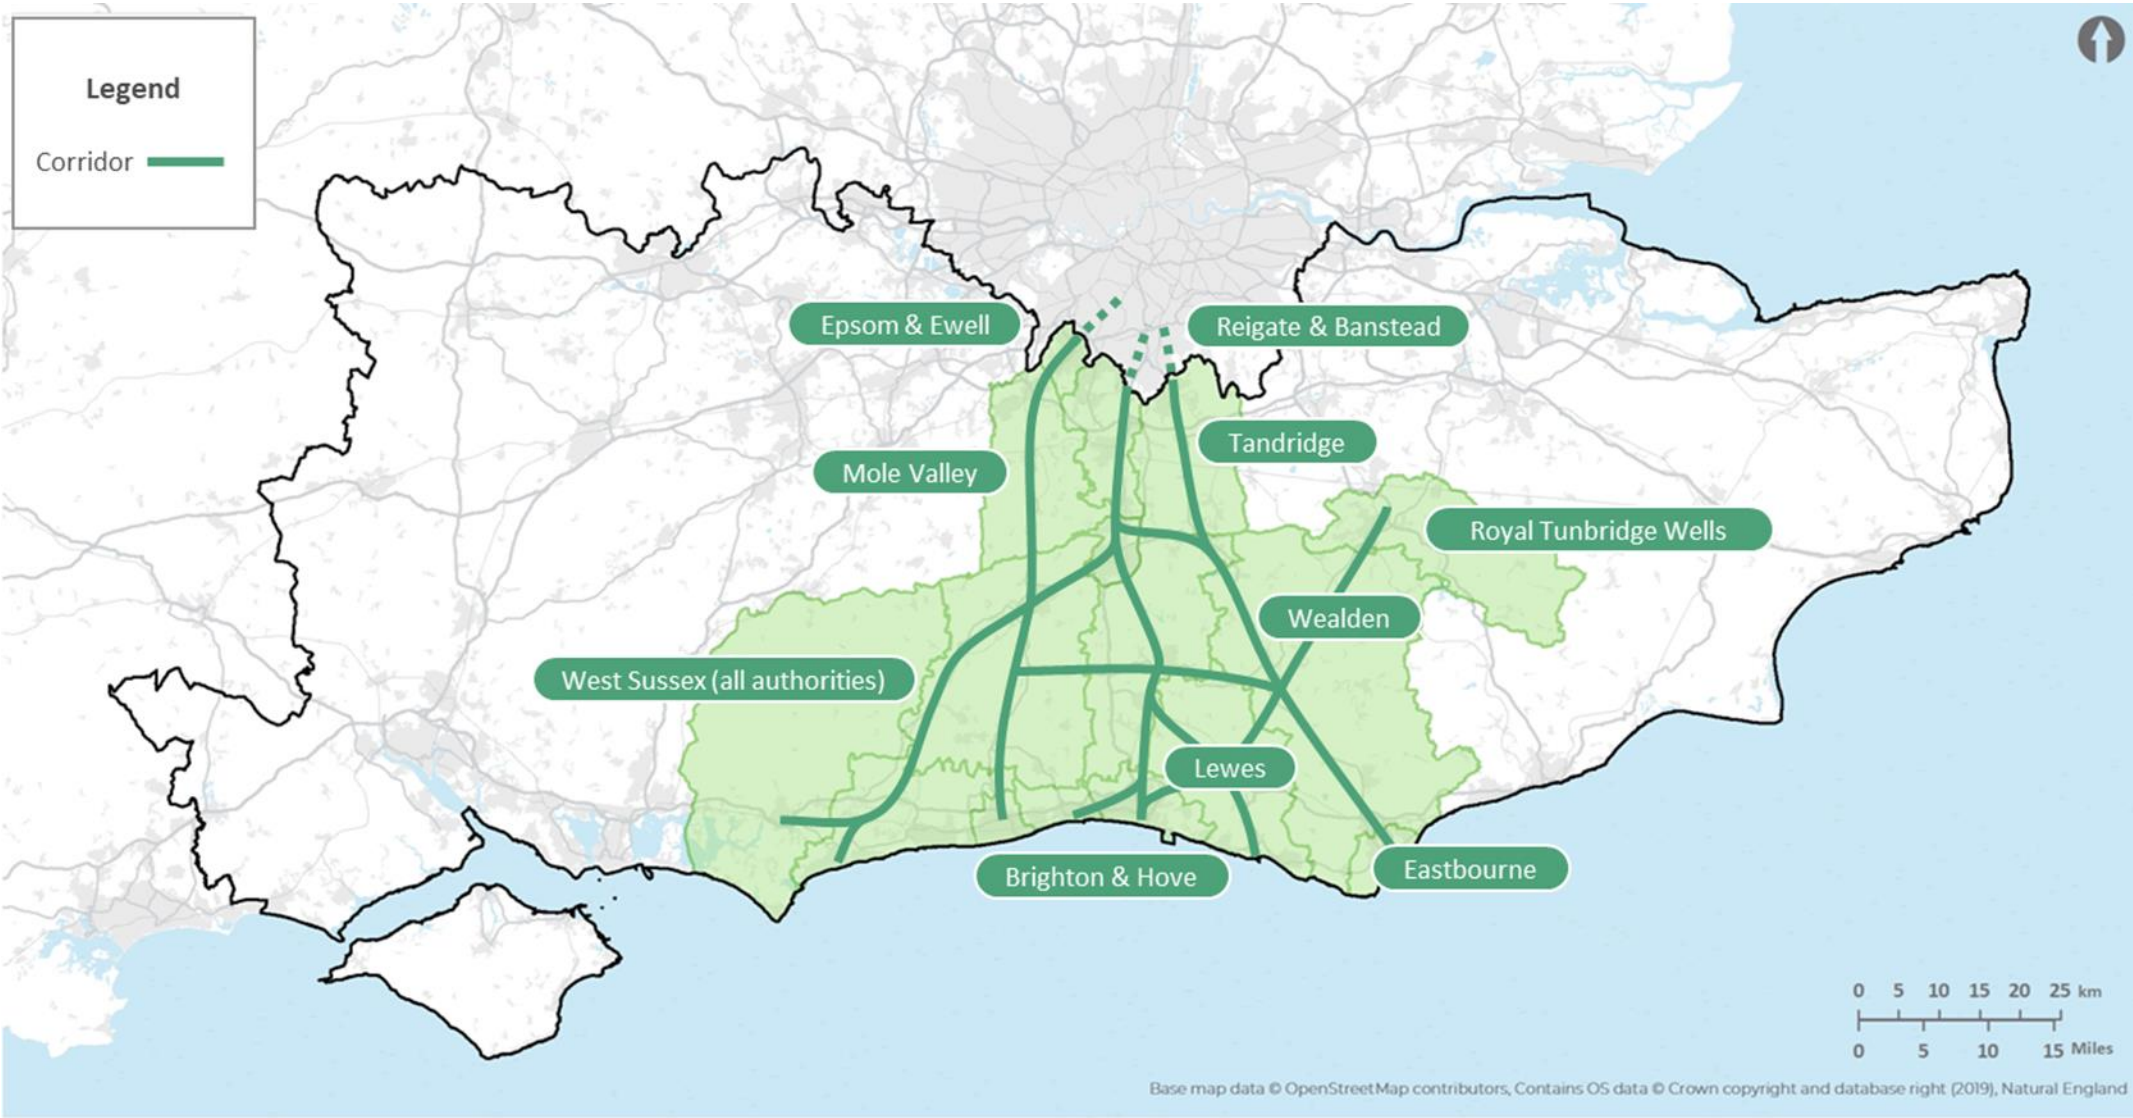 Legend
Corridor
Epsom & Ewell
Reigate & Banstead
Tandridge
Mole Valley
Royal Tunbridge Wells
Wealden
West Sussex (all authorities)
Lewes
Brighton & Hove
Eastbourne
0 5 10 15 20 25 km
0 5 10 15 Miles
Base map data © OpenStreetMap contributors, Contains OS data © Crown copyright and database right (2019), Natural England